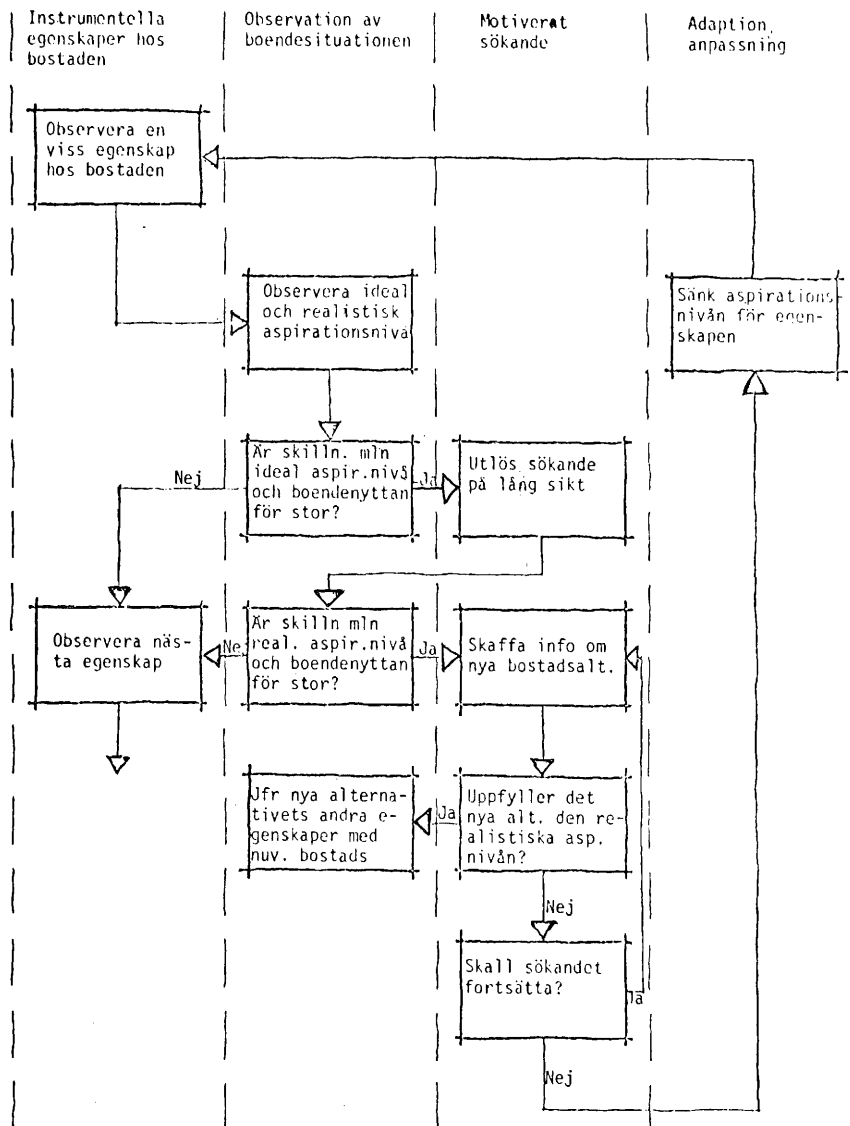 Instrumentella
egenskaper hos
bostaden
Observation av
boendesituationen
Motiverat
sökande
Adaption,
anpassning
Observera en
viss egenskap
hos bostaden
Observera ideal
och realistisk
aspirationsnivå
Sänk aspirations-
nivån för egen-
skapen
Är skilln. mln
ideal aspir.nivå
och boendenyttan
för stor?
Nej
Ja
Utlös sökande
på lång sikt
Observera näs-
ta egenskap
Ne
Är skilln mln
real. aspir.nivå
och boendenyttan
för stor?
Ja
Skaffa info om
nya bostadsalt.
Jfr nya alterna-
tivets andra e-
genskaper med
nuv. bostads
Ja
Uppfyller det
nya alt. den re-
alistiska asp.
nivån?
Nej
Skall sökandet
fortsätta?
Ja
Nej